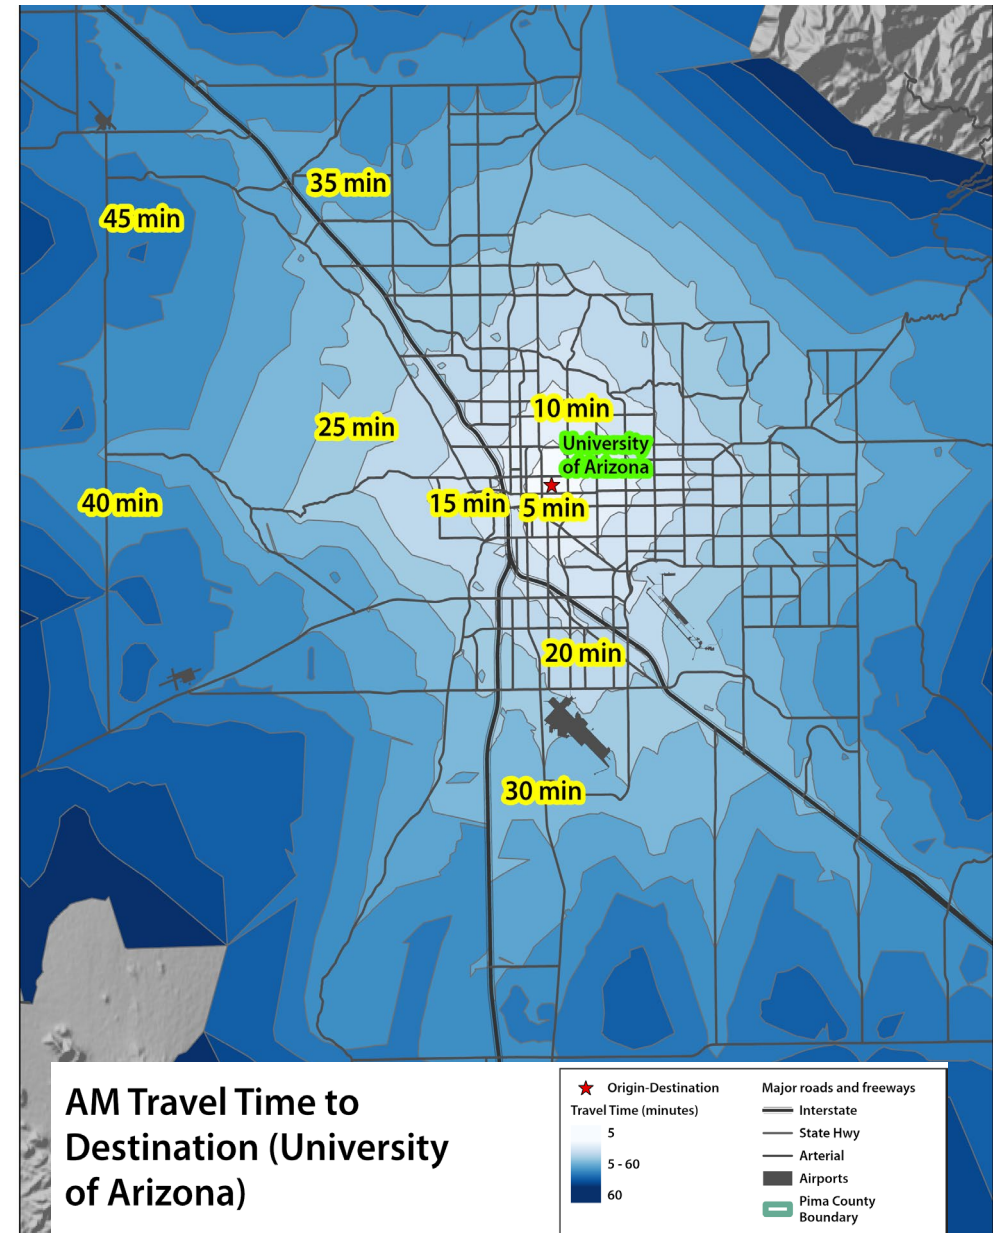 35 min
45 min
10 min
25 min
University
of Arizona
40 min
15 min
5 min
20 min
30 min
AM Travel Time to
Destination (University
of Arizona)
Origin-Destination
Travel Time (minutes)
5
5 - 60
60
Major roads and freeways
Interstate
State Hwy
Arterial
Airports
Pima County
Boundary